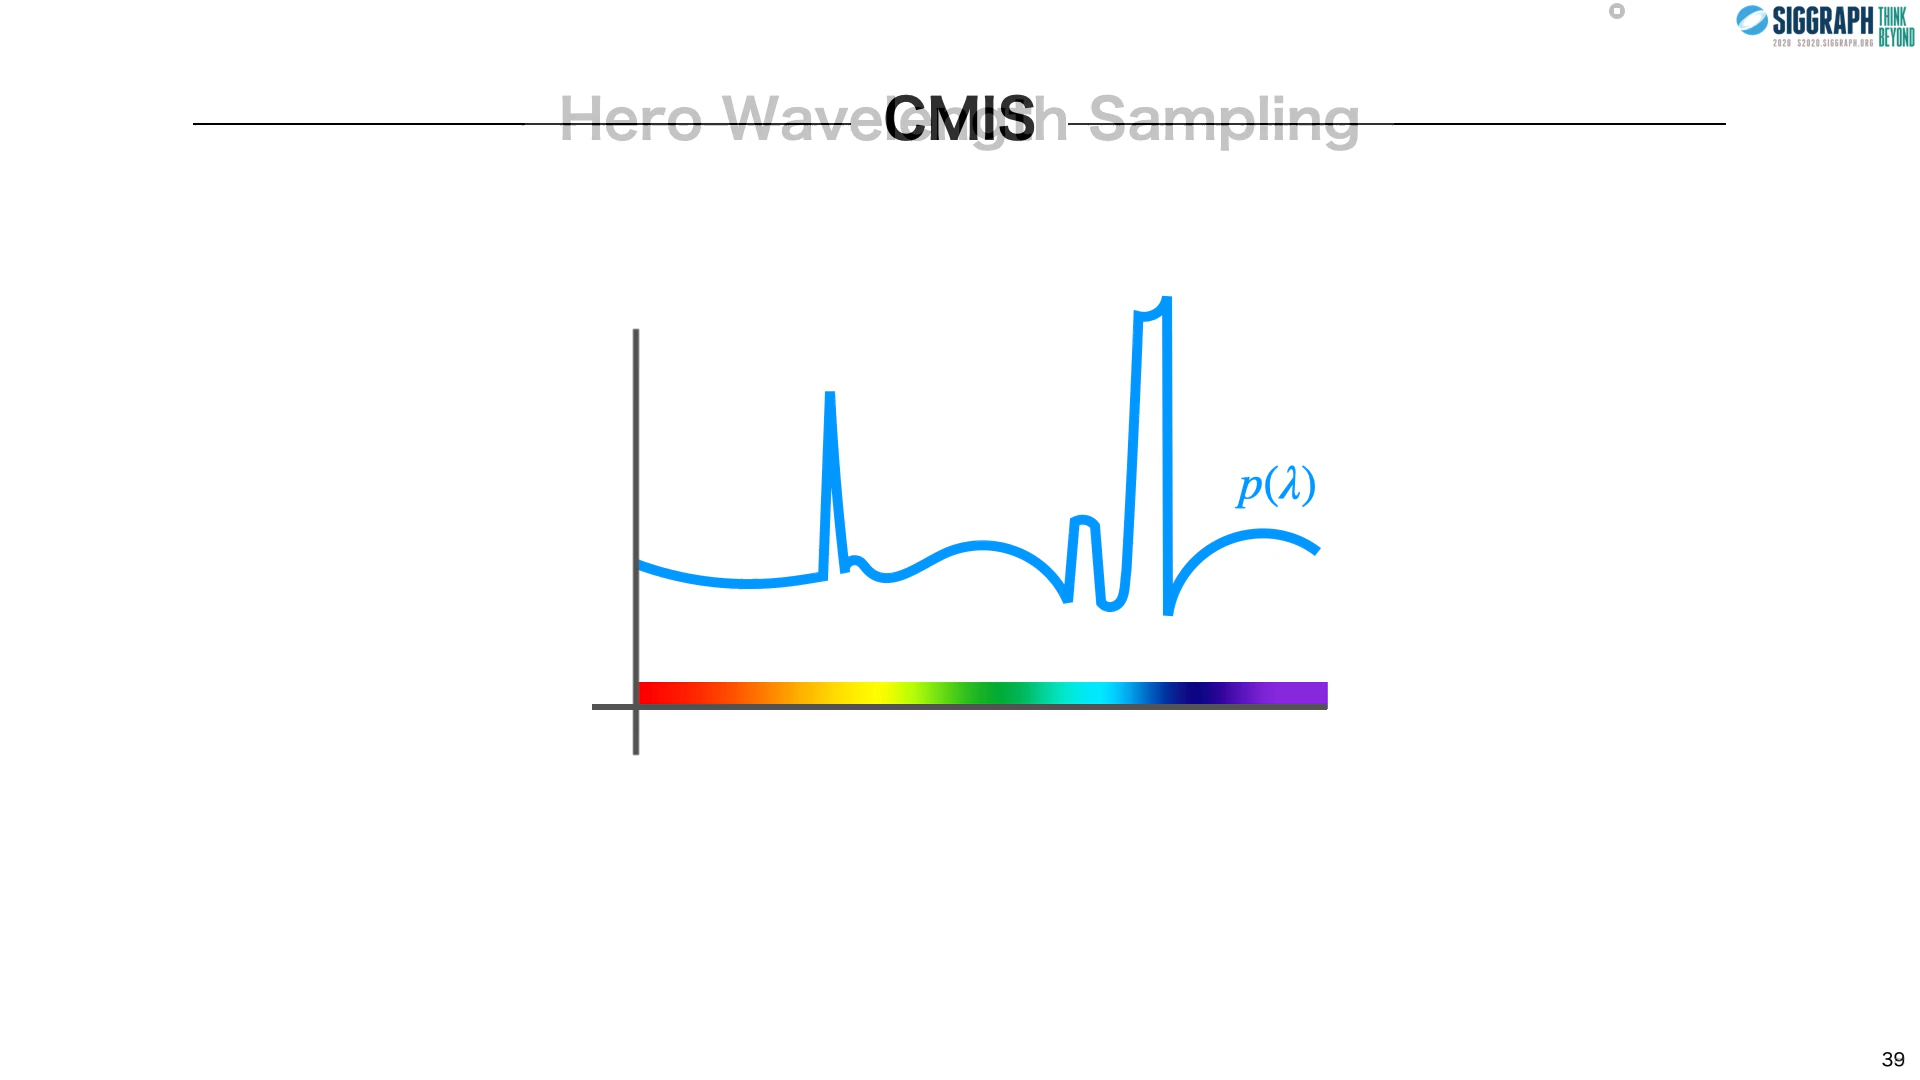 SIGGRAPH THINK BEYOND
2020 S2020.SIGGRAPH.ORG
Hero Wavelength Sampling
CMIS
p(λ)
39